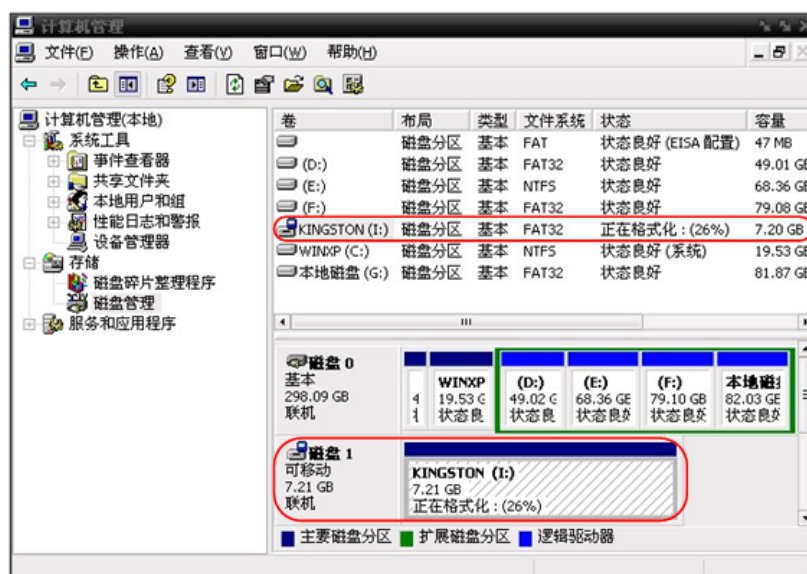 计算机管理
文件(F) 操作(A) 查看(V) 窗口(W) 帮助(H)
计算机管理(本地)
系统工具
事件查看器
共享文件夹
本地用户和组
性能日志和警报
设备管理器
存储
磁盘碎片整理程序
磁盘管理
服务和应用程序
卷 布局 类型 文件系统 状态 容量
磁盘分区 基本 FAT 状态良好 (EISA 配置) 47 MB
(D:) 磁盘分区 基本 FAT32 状态良好 49.01 GB
(E:) 磁盘分区 基本 NTFS 状态良好 68.36 GB
(F:) 磁盘分区 基本 FAT32 状态良好 79.08 GB
KINGSTON (I:) 磁盘分区 基本 FAT32 正在格式化 : (26%) 7.20 GB
WINXP (C:) 磁盘分区 基本 NTFS 状态良好 (系统) 19.53 GB
本地磁盘 (G:) 磁盘分区 基本 FAT32 状态良好 81.87 GB
磁盘 0
基本
298.09 GB
联机
4
WINXP
19.53 G
状态良
(D:)
49.02 G
状态良
(E:)
68.36 GE
状态良好
(F:)
79.10 GB
状态良好
本地磁
82.03 GE
状态良好
磁盘 1
可移动
7.21 GB
联机
KINGSTON (I:)
7.21 GB
正在格式化 : (26%)
主要磁盘分区 扩展磁盘分区 逻辑驱动器